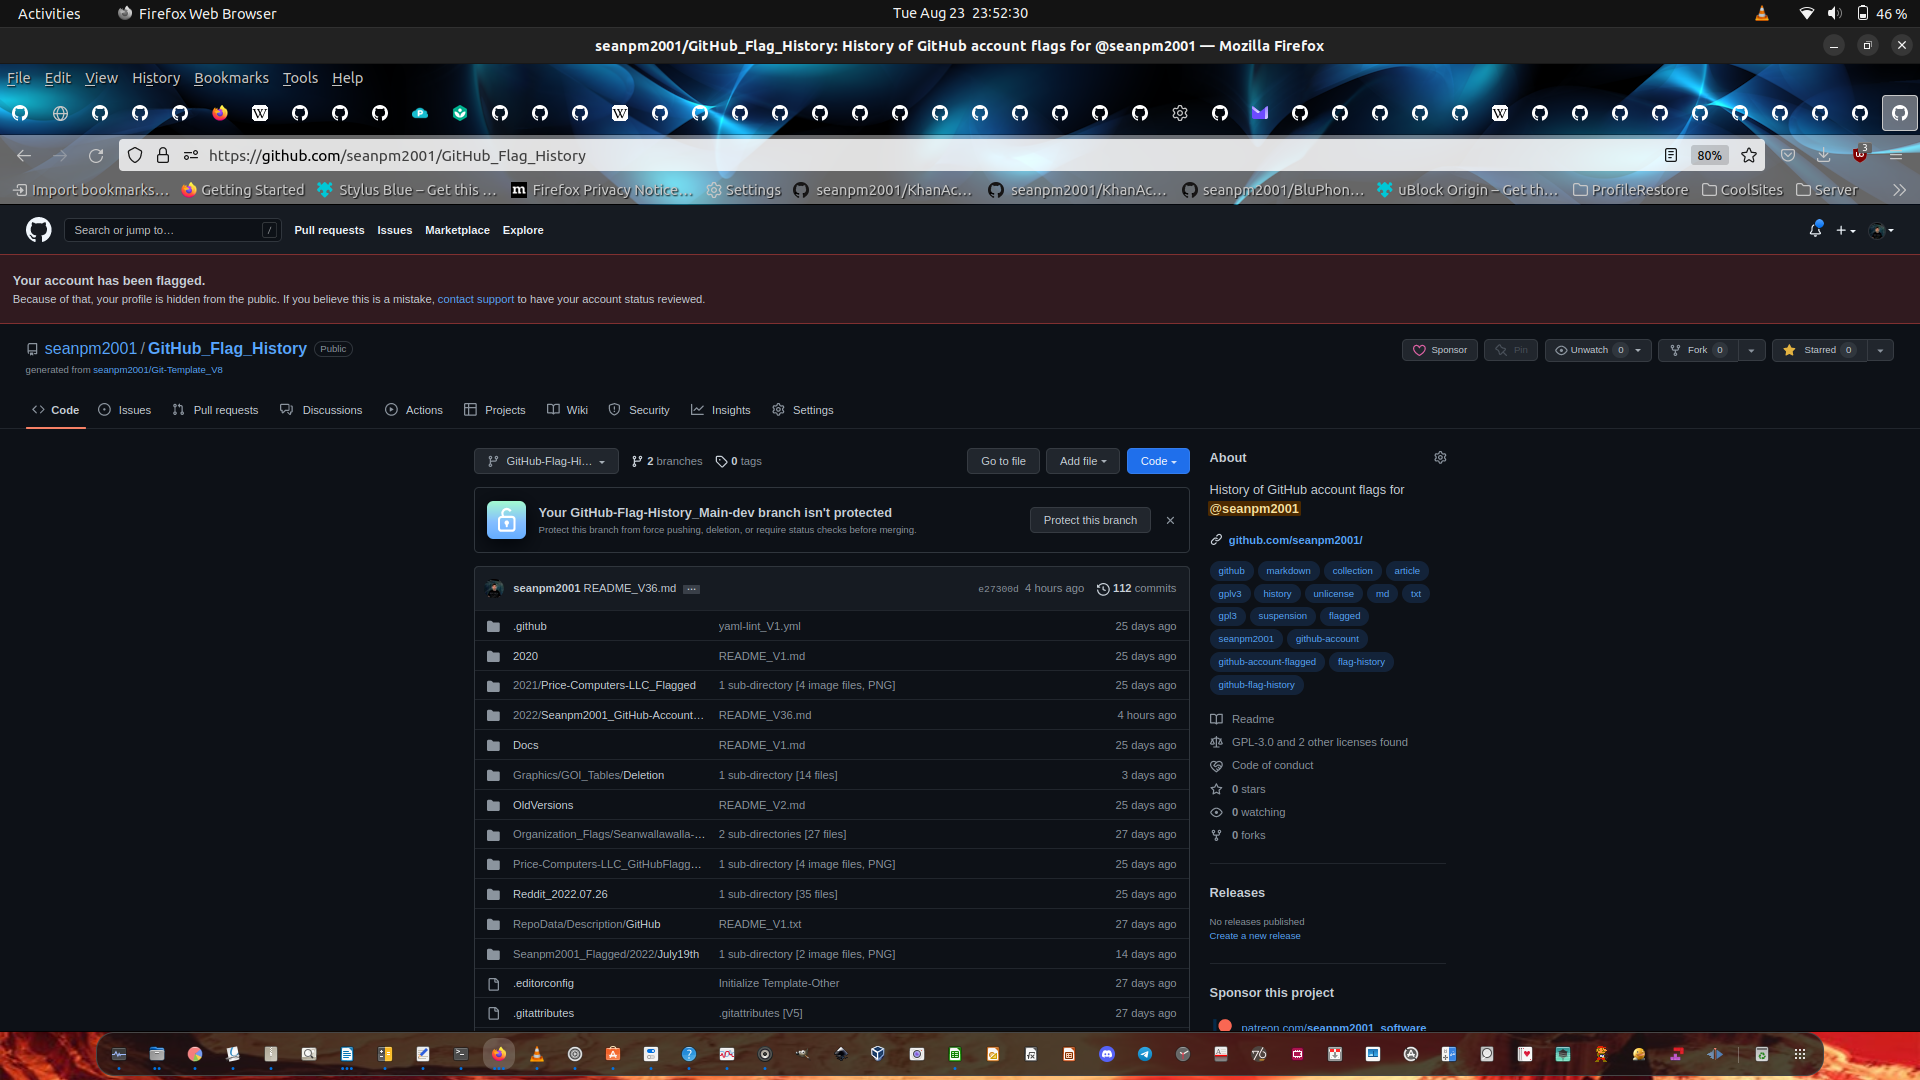 Activities
Firefox Web Browser
Tue Aug 23  23:52:30
46 %
seanpm2001/GitHub_Flag_History: History of GitHub account flags for @seanpm2001 — Mozilla Firefox
File Edit View History Bookmarks Tools Help
https://github.com/seanpm2001/GitHub_Flag_History
80%
3
Import bookmarks… Getting Started Stylus Blue – Get this … Firefox Privacy Notice… Settings seanpm2001/KhanAc… seanpm2001/KhanAc… seanpm2001/BluPhon… uBlock Origin – Get th… ProfileRestore CoolSites Server
Search or jump to… /
Pull requests Issues Marketplace Explore
Your account has been flagged.
Because of that, your profile is hidden from the public. If you believe this is a mistake, contact support to have your account status reviewed.
seanpm2001 / GitHub_Flag_History Public
generated from seanpm2001/Git-Template_V8
Sponsor Pin Unwatch 0 Fork 0 Starred 0
Code Issues Pull requests Discussions Actions Projects Wiki Security Insights Settings
GitHub-Flag-Hi… 2 branches 0 tags Go to file Add file Code
Your GitHub-Flag-History_Main-dev branch isn't protected
Protect this branch from force pushing, deletion, or require status checks before merging.
Protect this branch
seanpm2001 README_V36.md … e27300d 4 hours ago 112 commits
.github yaml-lint_V1.yml 25 days ago
2020 README_V1.md 25 days ago
2021/Price-Computers-LLC_Flagged 1 sub-directory [4 image files, PNG] 25 days ago
2022/Seanpm2001_GitHub-Account… README_V36.md 4 hours ago
Docs README_V1.md 25 days ago
Graphics/GOI_Tables/Deletion 1 sub-directory [14 files] 3 days ago
OldVersions README_V2.md 25 days ago
Organization_Flags/Seanwallawalla-… 2 sub-directories [27 files] 27 days ago
Price-Computers-LLC_GitHubFlagg… 1 sub-directory [4 image files, PNG] 25 days ago
Reddit_2022.07.26 1 sub-directory [35 files] 25 days ago
RepoData/Description/GitHub README_V1.txt 27 days ago
Seanpm2001_Flagged/2022/July19th 1 sub-directory [2 image files, PNG] 14 days ago
.editorconfig Initialize Template-Other 27 days ago
.gitattributes .gitattributes [V5] 27 days ago
About
History of GitHub account flags for
@seanpm2001
github.com/seanpm2001/
github markdown collection article
gplv3 history unlicense md txt
gpl3 suspension flagged
seanpm2001 github-account
github-account-flagged flag-history
github-flag-history
Readme
GPL-3.0 and 2 other licenses found
Code of conduct
0 stars
0 watching
0 forks
Releases
No releases published
Create a new release
Sponsor this project
patreon.com/seanpm2001_software